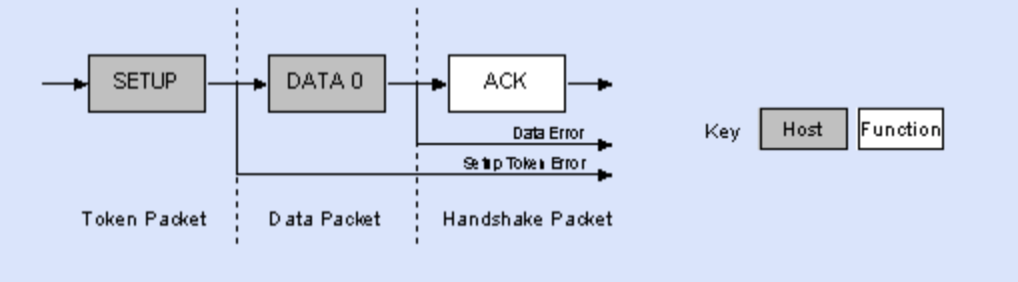 SETUP
DATA 0
ACK
Data Error
Setup Token Error
Key
Host
Function
Token Packet
Data Packet
Handshake Packet